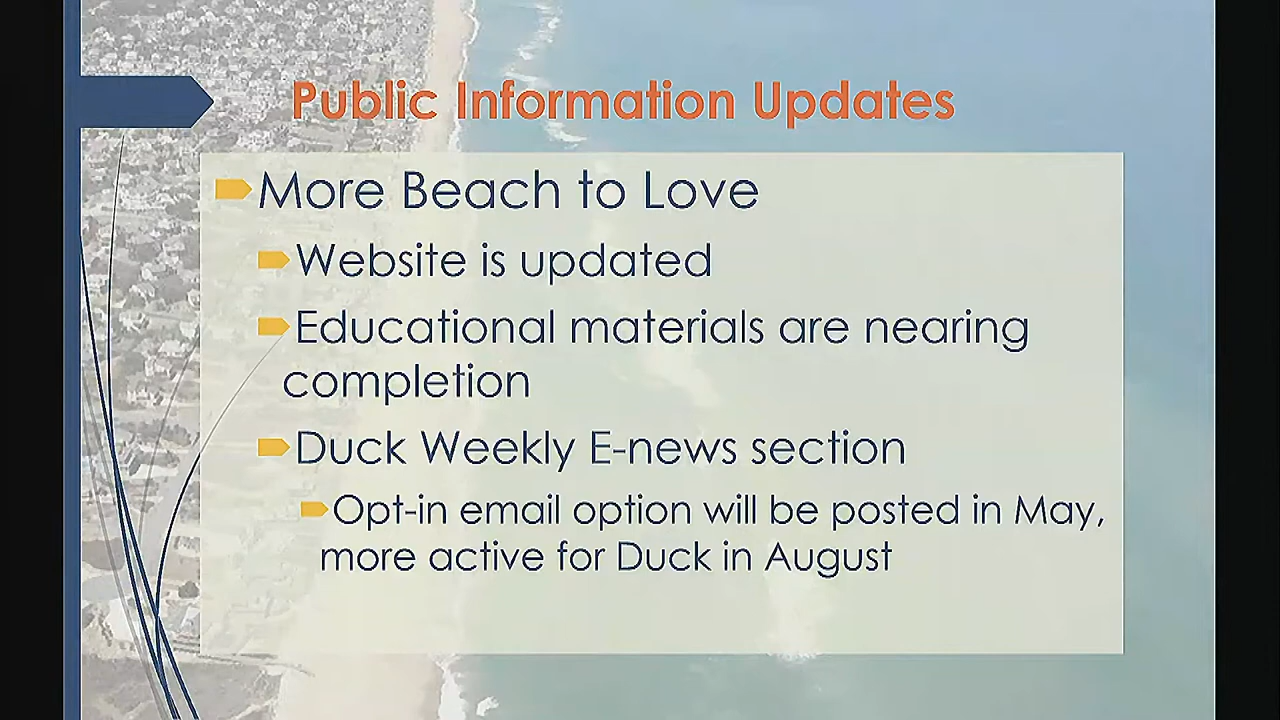 Public Information Updates
More Beach to Love
Website is updated
Educational materials are nearing
completion
Duck Weekly E-news section
Opt-in email option will be posted in May,
more active for Duck in August